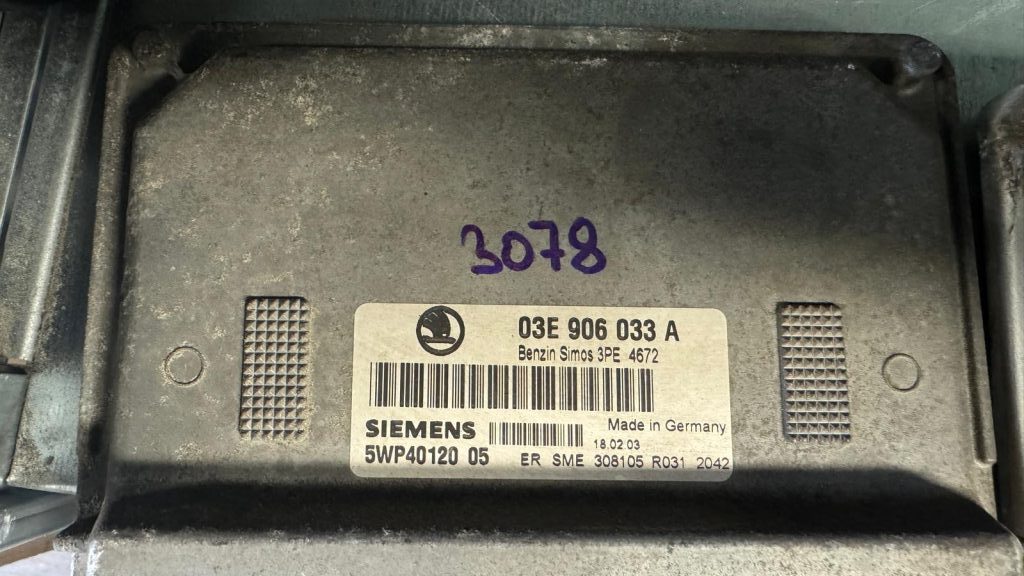 3078
03E 906 033 A
Benzin Simos 3PE 4672
SIEMENS
Made in Germany
18.02.03
5WP40120 05
ER SME 308105 R031 2042